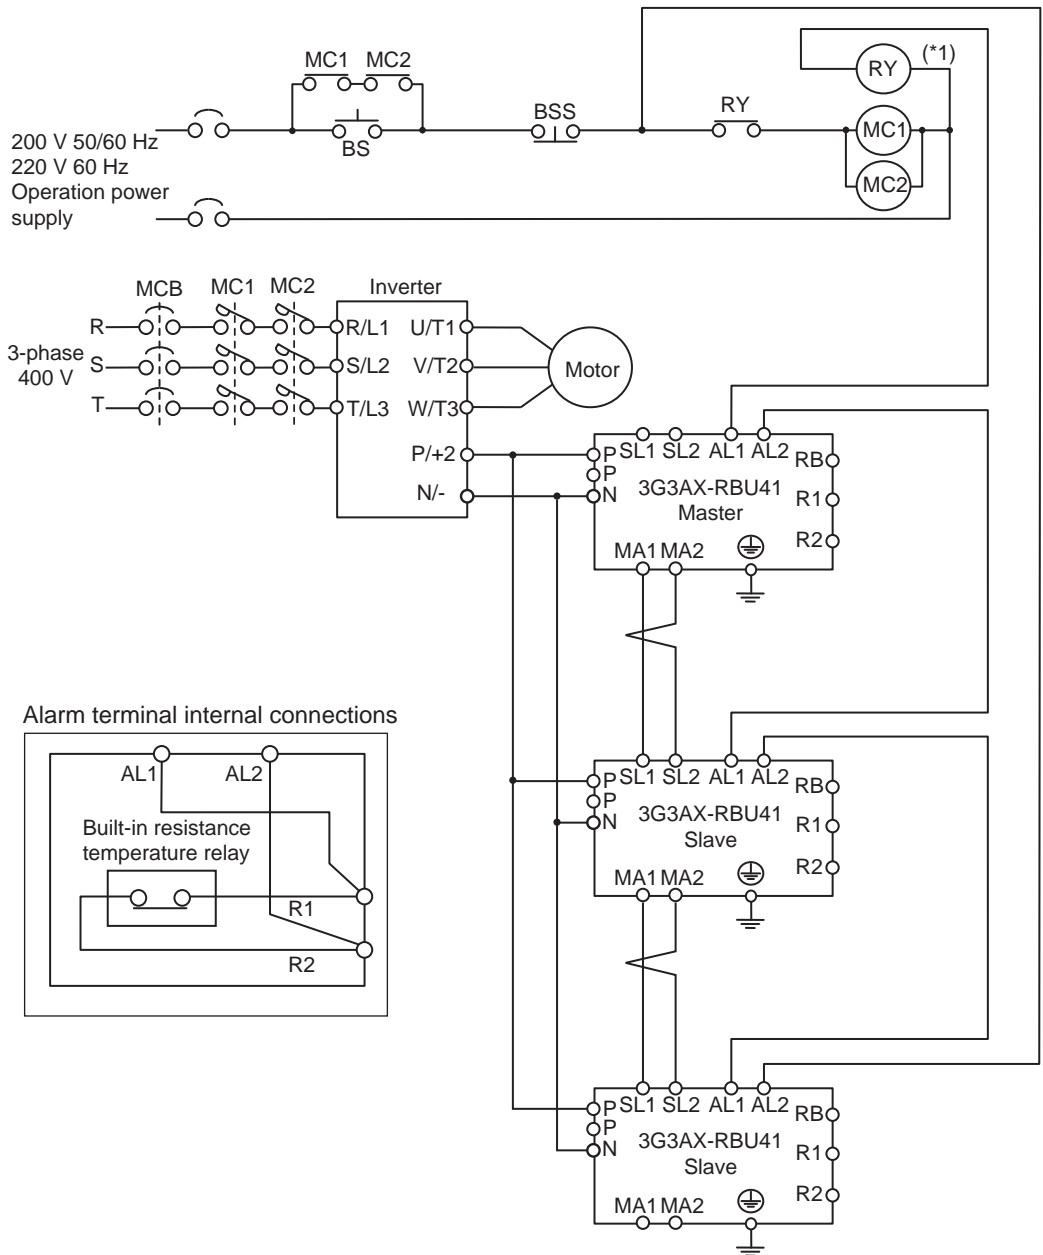 MC1 MC2
BS
BSS
RY
RY
(*1)
MC1
MC2
200 V 50/60 Hz
220 V 60 Hz
Operation power
supply
MCB MC1 MC2
Inverter
3-phase
400 V
R
S
T
R/L1 U/T1
S/L2 V/T2
T/L3 W/T3
P/+2
N/-
Motor
SL1 SL2 AL1 AL2
P
P
N
RB
R1
R2
3G3AX-RBU41
Master
MA1 MA2
Alarm terminal internal connections
AL1 AL2
Built-in resistance
temperature relay
R1
R2
SL1 SL2 AL1 AL2
P
P
N
RB
R1
R2
3G3AX-RBU41
Slave
MA1 MA2
SL1 SL2 AL1 AL2
P
P
N
RB
R1
R2
3G3AX-RBU41
Slave
MA1 MA2